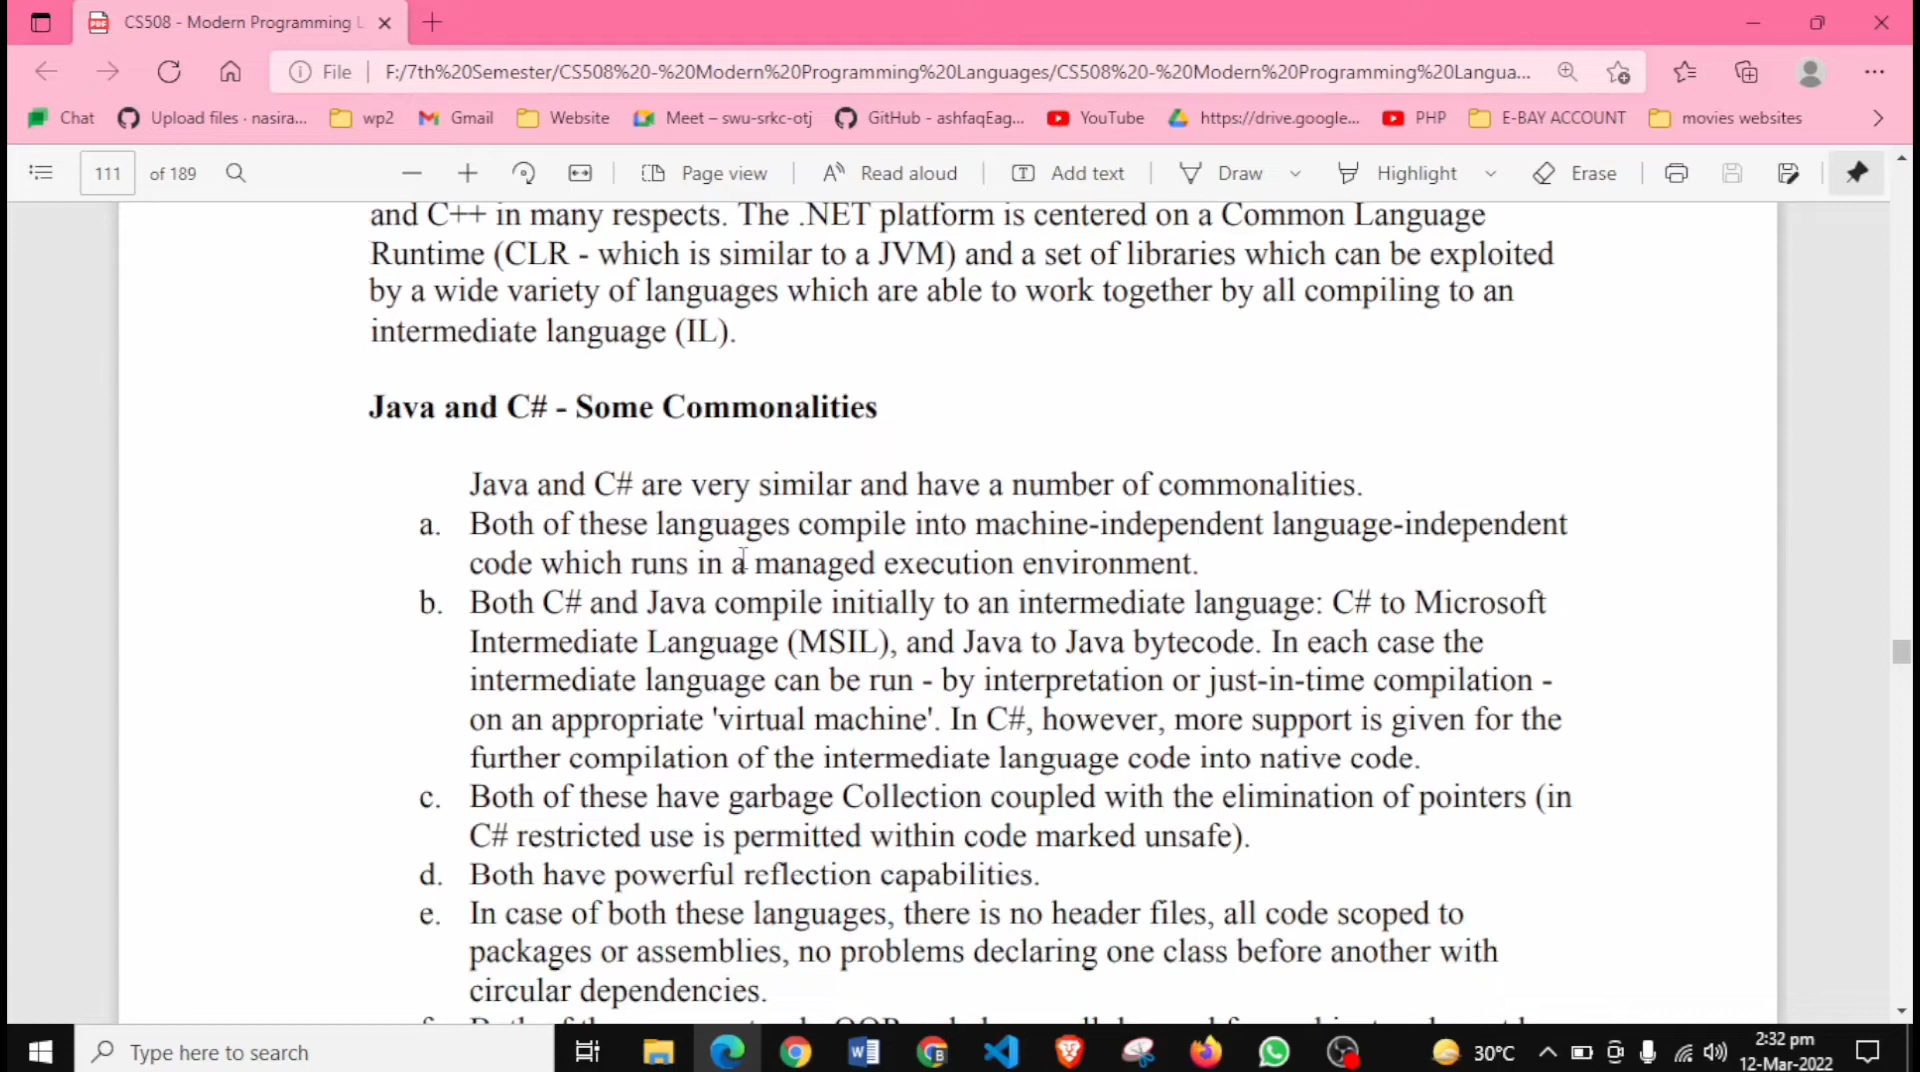 CS508 - Modern Programming L
File
F:/7th%20Semester/CS508%20-%20Modern%20Programming%20Languages/CS508%20-%20Modern%20Programming%20Langua...
Chat
Upload files · nasira...
wp2
Gmail
Website
Meet – swu-srkc-otj
GitHub - ashfaqEag...
YouTube
https://drive.google...
PHP
E-BAY ACCOUNT
movies websites
111 of 189
Page view
Read aloud
Add text
Draw
Highlight
Erase
and C++ in many respects. The .NET platform is centered on a Common Language
Runtime (CLR - which is similar to a JVM) and a set of libraries which can be exploited
by a wide variety of languages which are able to work together by all compiling to an
intermediate language (IL).
Java and C# - Some Commonalities
Java and C# are very similar and have a number of commonalities.
a. Both of these languages compile into machine-independent language-independent
code which runs in a managed execution environment.
b. Both C# and Java compile initially to an intermediate language: C# to Microsoft
Intermediate Language (MSIL), and Java to Java bytecode. In each case the
intermediate language can be run - by interpretation or just-in-time compilation -
on an appropriate 'virtual machine'. In C#, however, more support is given for the
further compilation of the intermediate language code into native code.
c. Both of these have garbage Collection coupled with the elimination of pointers (in
C# restricted use is permitted within code marked unsafe).
d. Both have powerful reflection capabilities.
e. In case of both these languages, there is no header files, all code scoped to
packages or assemblies, no problems declaring one class before another with
circular dependencies.
Type here to search
30°C
2:32 pm
12-Mar-2022